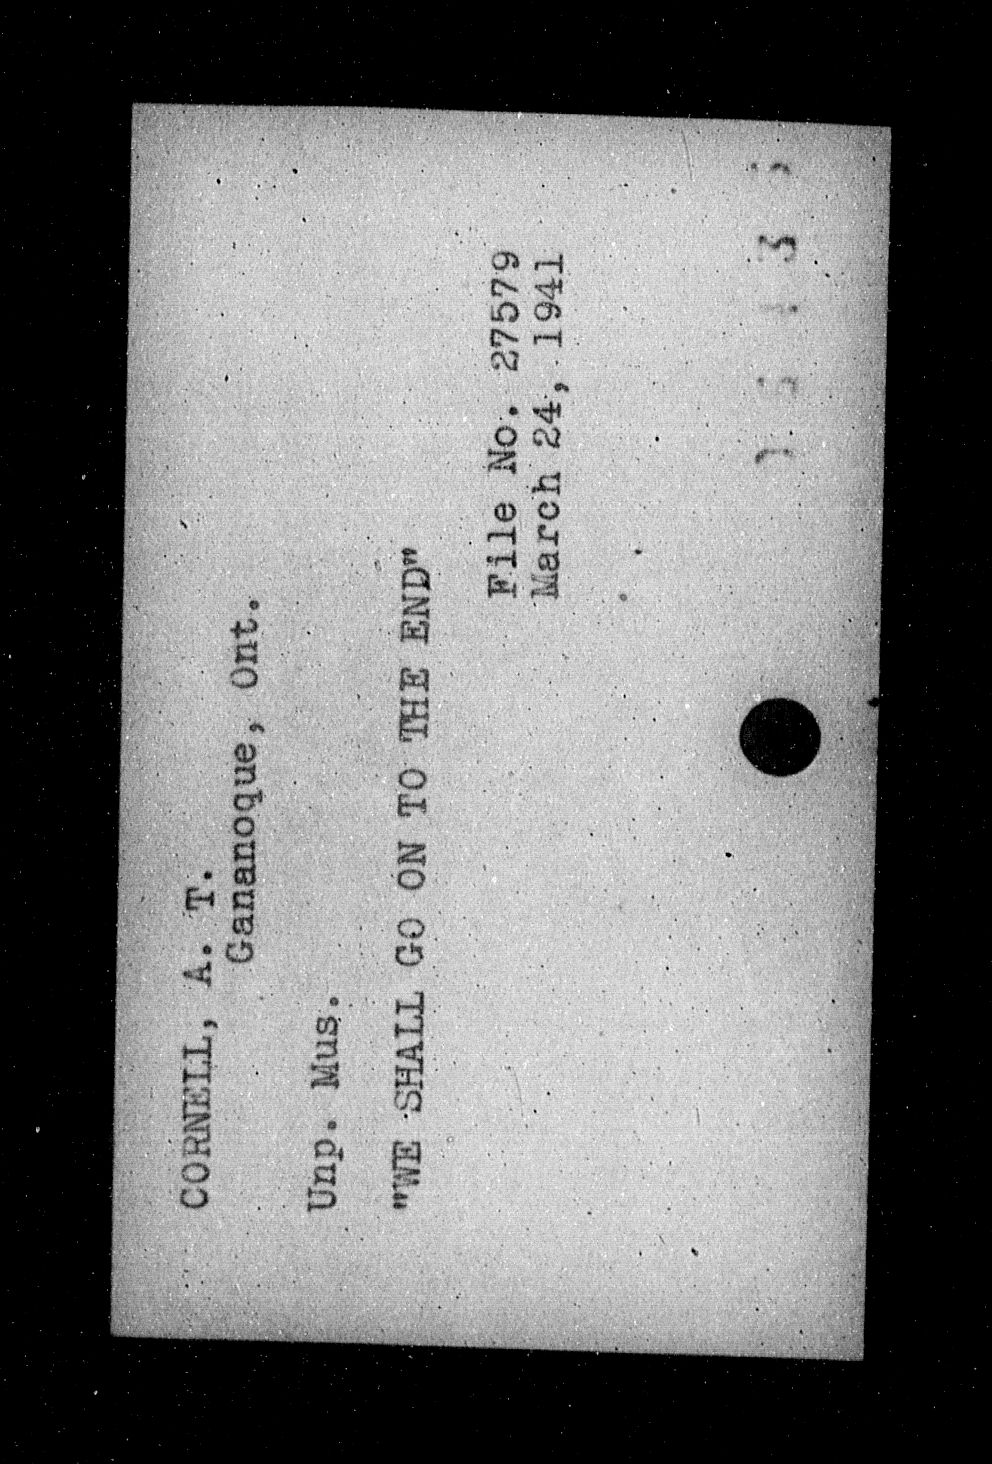 CORNELL, A. T.
Gananoque, Ont.
Unp. Mus.
"WE SHALL GO ON TO THE END"
File No. 27579
March 24, 1941